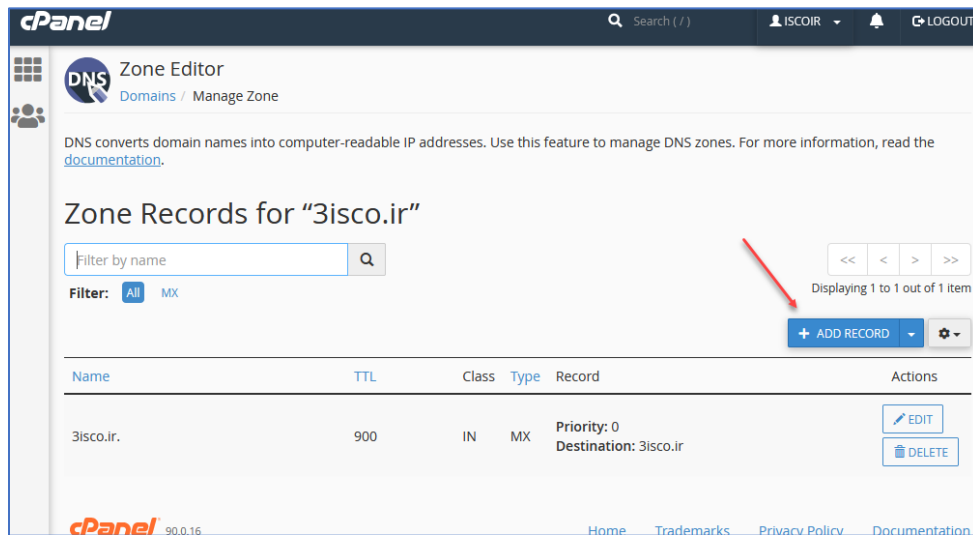 cPanel
Search ( / )
ISCOIR
LOGOUT
DNS
Zone Editor
Domains / Manage Zone
DNS converts domain names into computer-readable IP addresses. Use this feature to manage DNS zones. For more information, read the
documentation.
Zone Records for “3isco.ir”
Filter by name
<< < > >>
Filter: All MX
Displaying 1 to 1 out of 1 item
+ ADD RECORD
Name TTL Class Type Record Actions
3isco.ir. 900 IN MX
Priority: 0
Destination: 3isco.ir
EDIT
DELETE
cPanel 90.0.16 Home Trademarks Privacy Policy Documentation